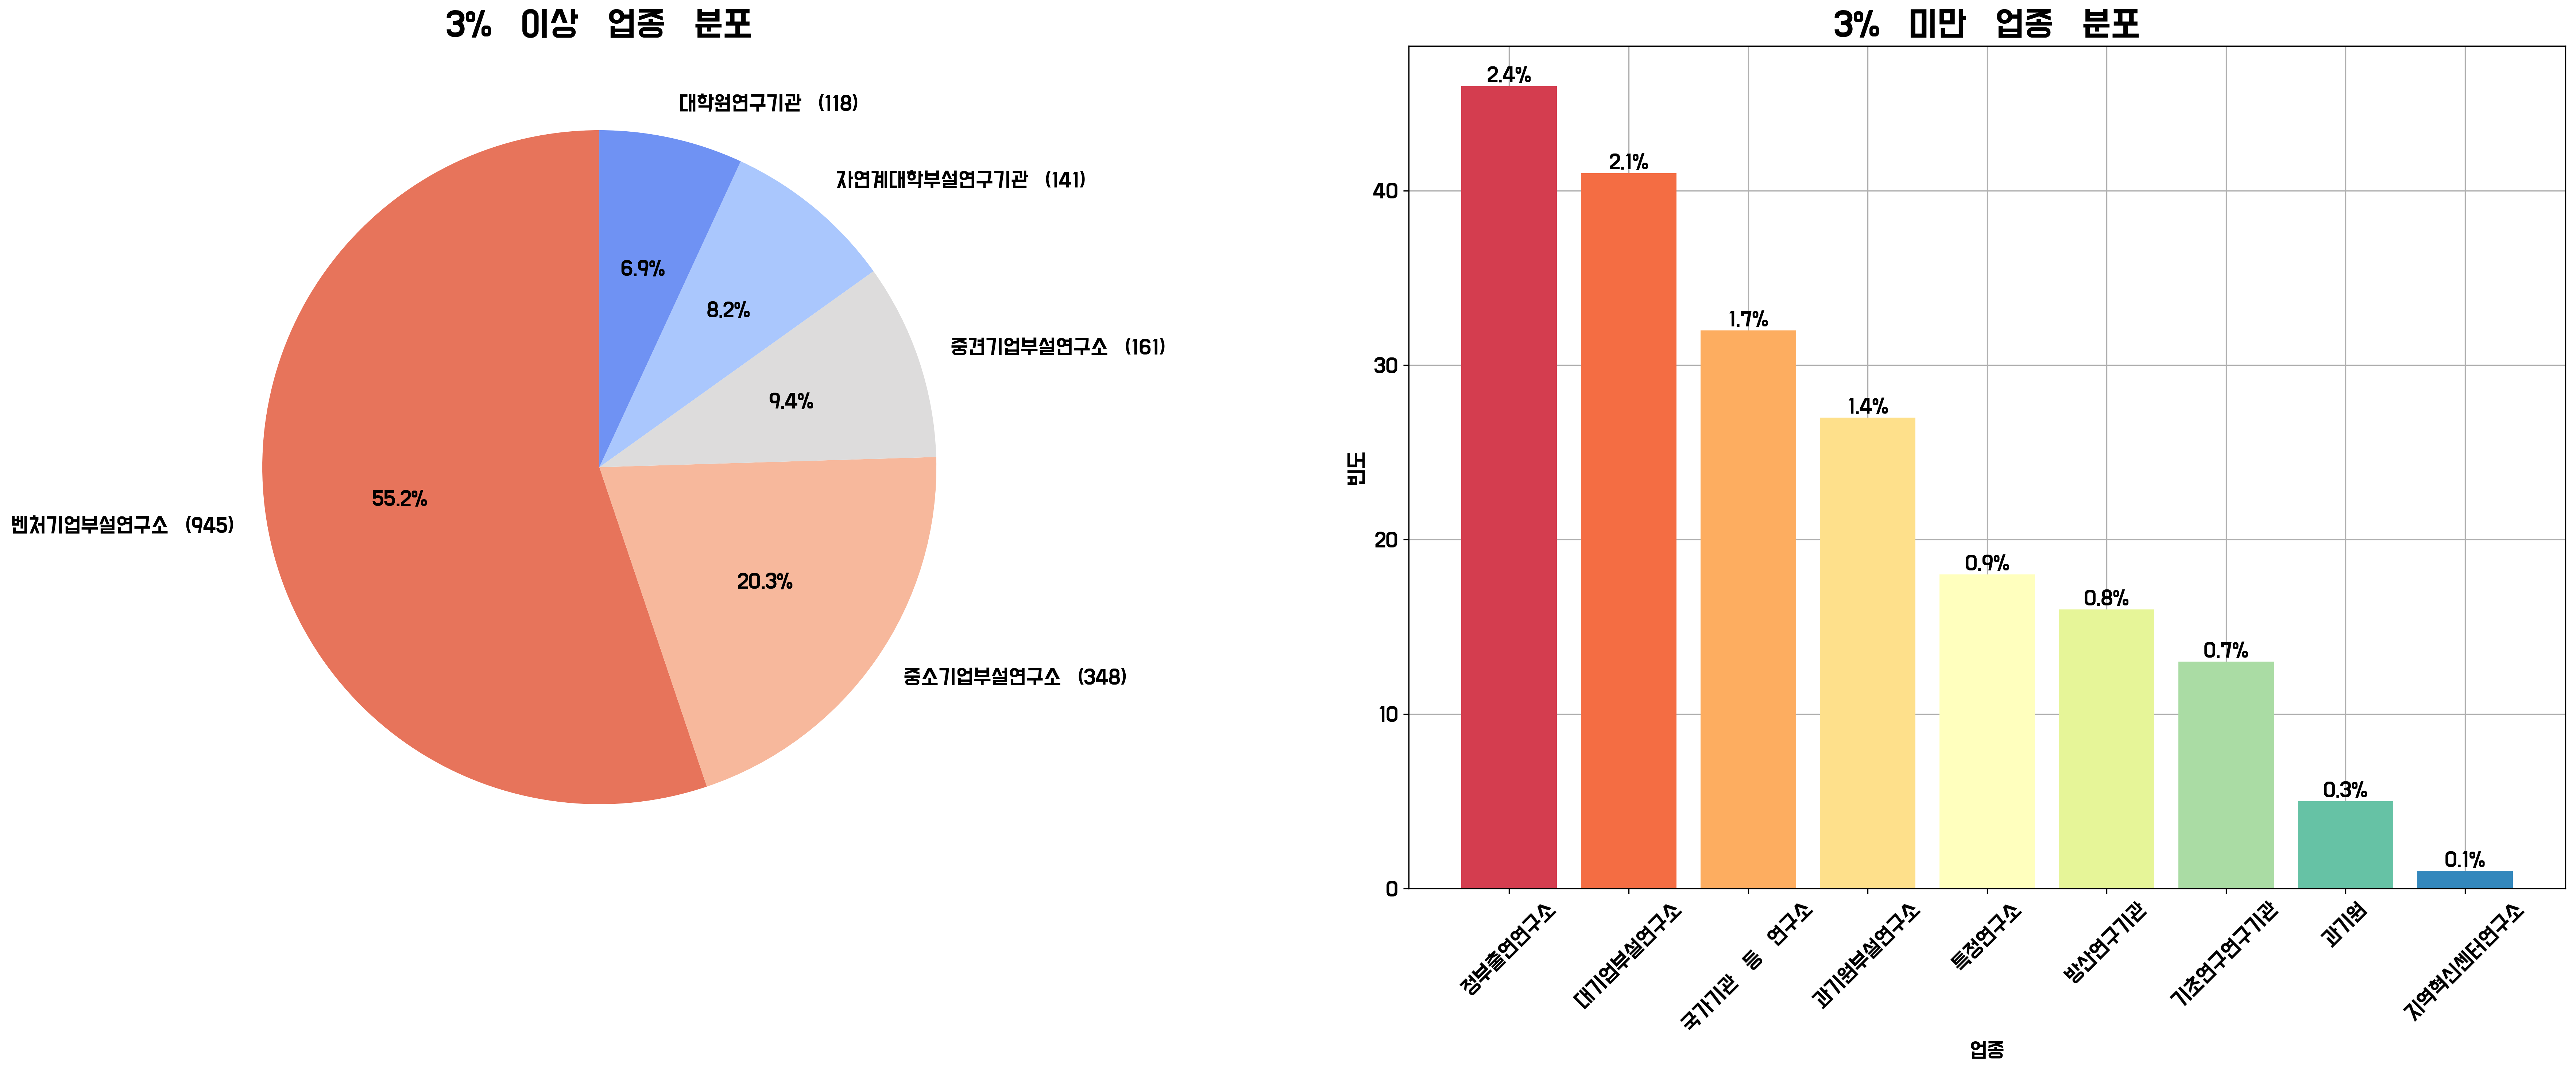 3% 이상 업종 분포
대학원연구기관 (118)
자연계대학부설연구기관 (141)
중견기업부설연구소 (161)
중소기업부설연구소 (348)
벤처기업부설연구소 (945)
6.9%
8.2%
9.4%
20.3%
55.2%
3% 미만 업종 분포
빈도
40
30
20
10
0
2.4%
2.1%
1.7%
1.4%
0.9%
0.8%
0.7%
0.3%
0.1%
정부출연연구소
대기업부설연구소
국가기관 등 연구소
과기원부설연구소
특정연구소
방산연구기관
기초연구연구기관
과기원
지역혁신센터연구소
업종